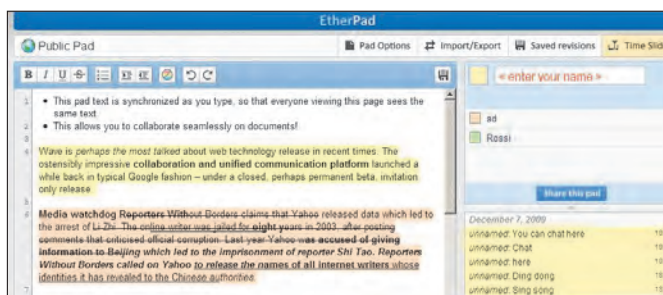 EtherPad
Public Pad
Pad Options
Import/Export
Saved revisions
Time Slid
B I U S
< enter your name >
1 • This pad text is synchronized as you type, so that everyone viewing this page sees the
same text.
2 • This allows you to collaborate seamlessly on documents!
3
4 Wave is perhaps the most talked about web technology release in recent times. The
ostensibly impressive collaboration and unified communication platform launched a
while back in typical Google fashion – under a closed, perhaps permanent beta, invitation
only release.
5
6 Media watchdog Reporters Without Borders claims that Yahoo released data which led to
the arrest of Li Zhi. The online writer was jailed for eight years in 2003, after posting
comments that criticised official corruption. Last year Yahoo was accused of giving
information to Beijing which led to the imprisonment of reporter Shi Tao. Reporters
Without Borders called on Yahoo to release the names of all internet writers whose
identities it has revealed to the Chinese authorities.
7
ad
Rossi
Share this pad
December 7, 2009
unnamed: You can chat here
unnamed: Chat
unnamed: here
unnamed: Ding dong
unnamed: Sing song